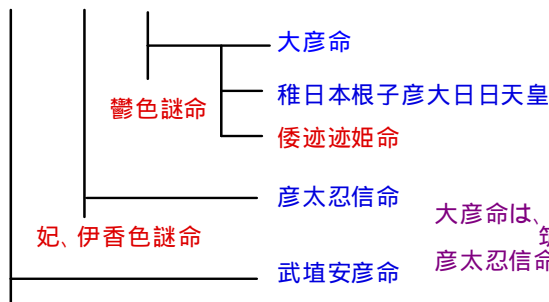 大彦命
稚日本根子彦大日日天皇
鬱色謎命
倭迹迹姫命
彦太忍信命
大彦命は、
妃、伊香色謎命
彦太忍信命
武埴安彦命